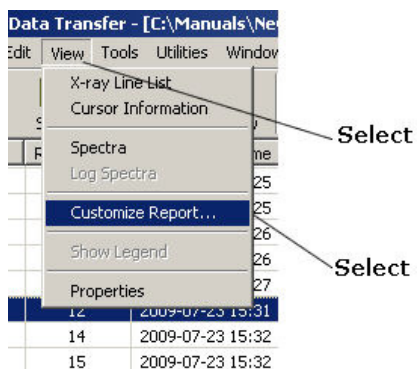 Data Transfer - [C:\Manuals\Ne
Edit View Tools Utilities Window
X-ray Line List
Cursor Information
Select
Spectra
me
Log Spectra
25
Customize Report...
25
26
Show Legend
26
Select
Properties
27
12 2009-07-23 15:31
14 2009-07-23 15:32
15 2009-07-23 15:32